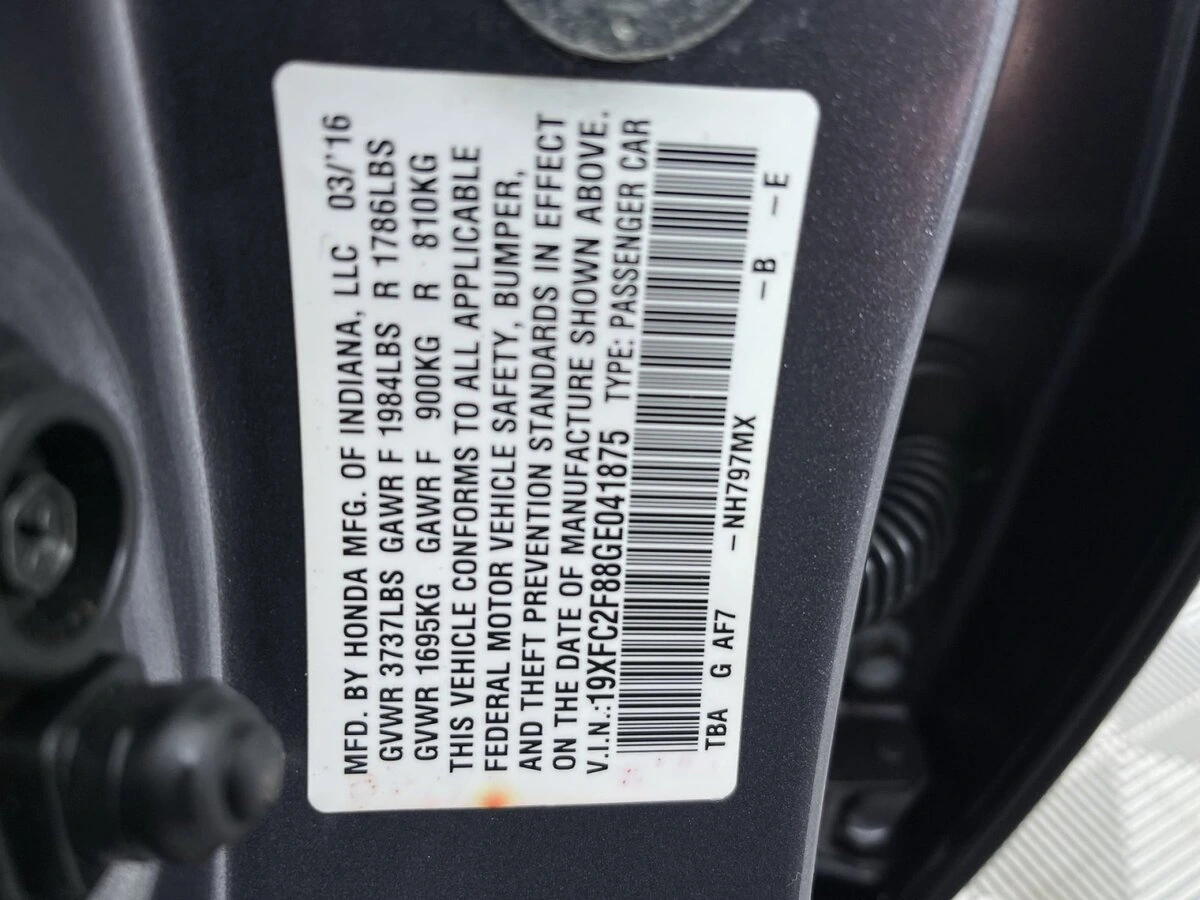 MFD. BY HONDA MFG. OF INDIANA, LLC 03/'16
GVWR 3737LBS GAWR F 1984LBS R 1786LBS
GVWR 1695KG GAWR F 900KG R 810KG
THIS VEHICLE CONFORMS TO ALL APPLICABLE
FEDERAL MOTOR VEHICLE SAFETY, BUMPER,
AND THEFT PREVENTION STANDARDS IN EFFECT
ON THE DATE OF MANUFACTURE SHOWN ABOVE.
V.I.N.:19XFC2F88GE041875 TYPE: PASSENGER CAR
TBA G AF7 –NH797MX –B –E